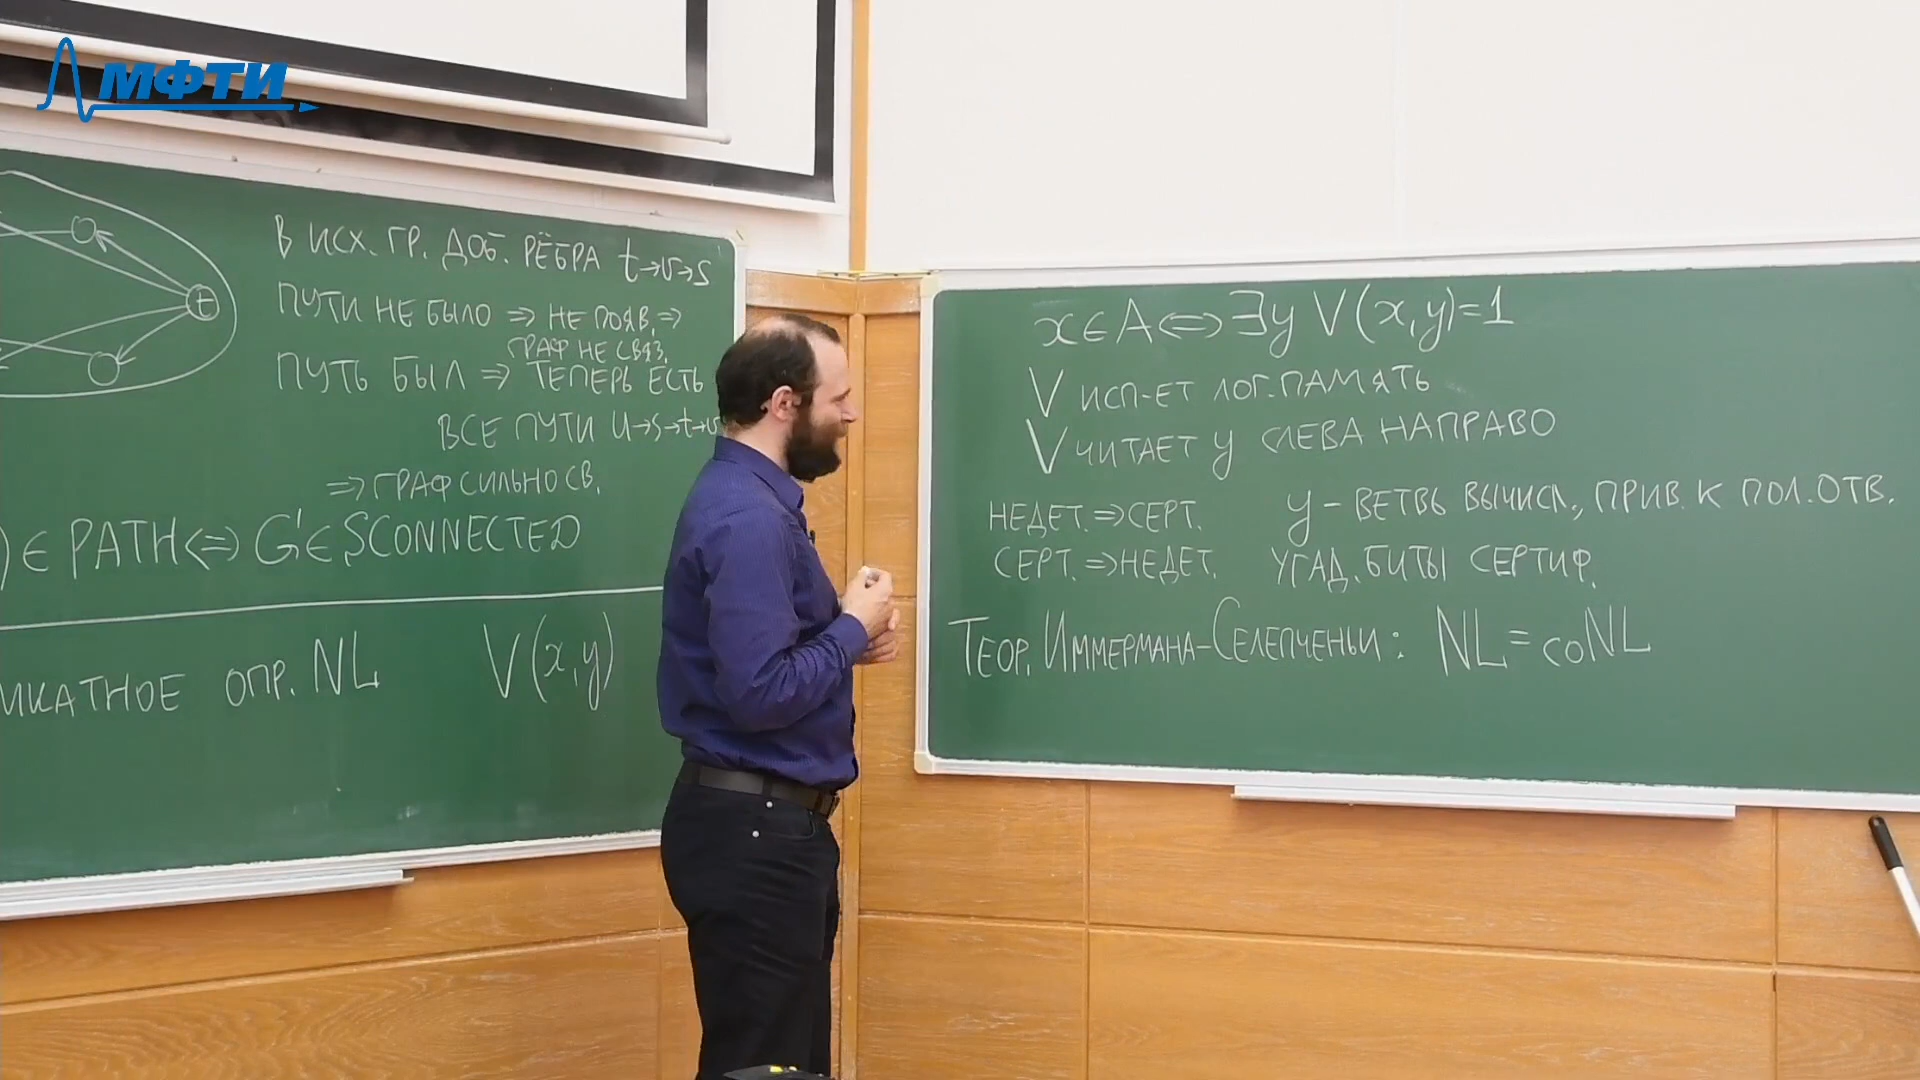 МФТИ
t
В ИСХ. ГР. ДОБ. РЁБРА t→v→s
ПУТИ НЕ БЫЛО ⇒ НЕ ПОЯВ. ⇒
ГРАФ НЕ СВЯЗ.
ПУТЬ БЫЛ ⇒ ТЕПЕРЬ ЕСТЬ
ВСЕ ПУТИ u→s→t→v
⇒ ГРАФ СИЛЬНО СВ.
) ∈ PATH ⇔ G' ∈ SCONNECTED
ИКАТНОЕ ОПР. NL V(x,y)
x ∈ A ⇔ ∃y V(x,y)=1
V ИСП-ЕТ ЛОГ. ПАМЯТЬ
V ЧИТАЕТ y СЛЕВА НАПРАВО
НЕДЕТ. ⇒ СЕРТ. y – ВЕТВЬ ВЫЧИСЛ., ПРИВ. К ПОЛ. ОТВ.
СЕРТ. ⇒ НЕДЕТ. УГАД. БИТЫ СЕРТИФ.
ТЕОР. ИММЕРМАНА–СЕЛЕПЧЕНЬИ: NL = coNL